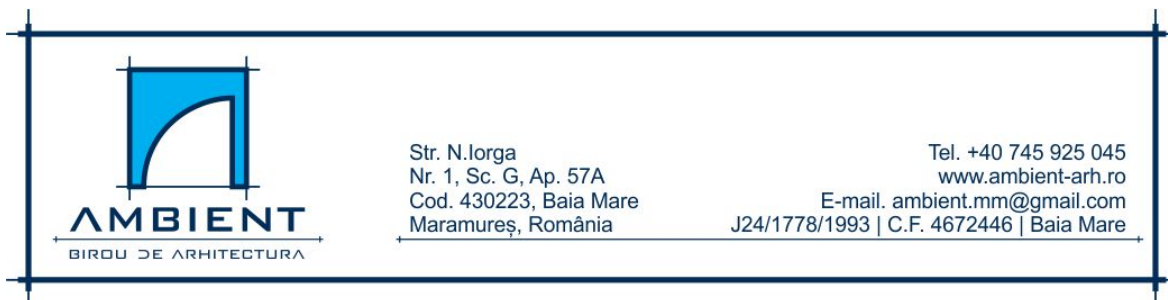 AMBIENT
BIROU DE ARHITECTURA
Str. N.Iorga
Nr. 1, Sc. G, Ap. 57A
Cod. 430223, Baia Mare
Maramureș, România
Tel. +40 745 925 045
www.ambient-arh.ro
E-mail. ambient.mm@gmail.com
J24/1778/1993 | C.F. 4672446 | Baia Mare